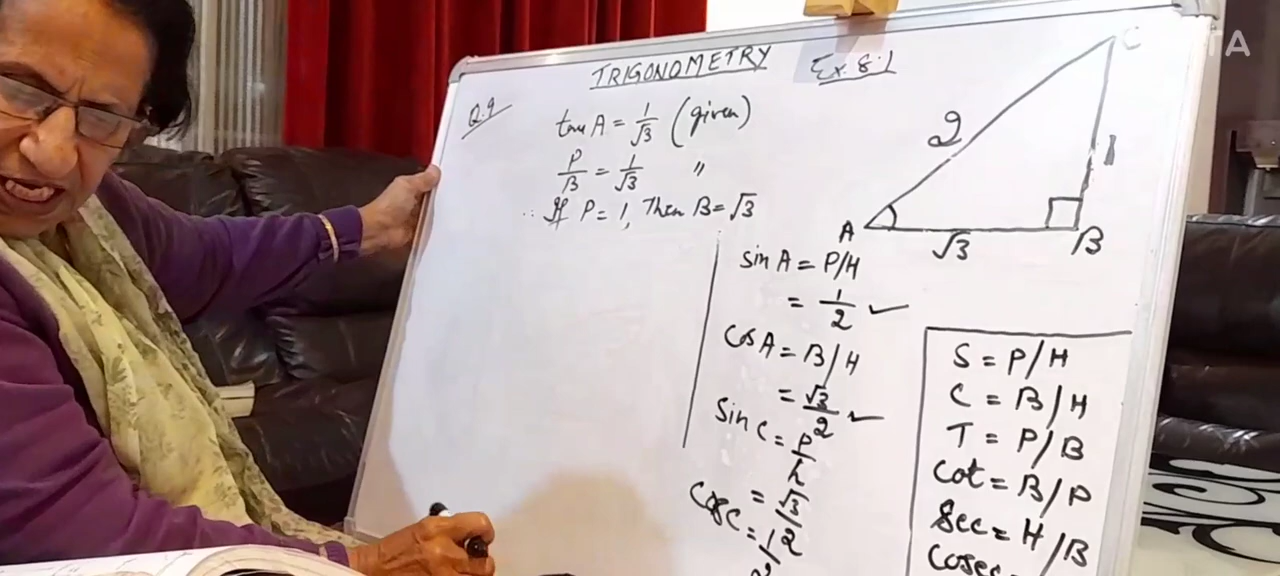 TRIGONOMETRY Ex. 8.1
Q.9
tan A = 1/√3 (given)
P/B = 1/√3 "
∴ If P = 1, Then B = √3
C
2
1
A
√3
B
sin A = P/H
= 1/2 ✓
cos A = B/H
= √3/2 ✓
Sin C = P/h
= √3/2
Cos C = 1/2
S = P/H
C = B/H
T = P/B
Cot = B/P
Sec = H/B
Cosec =